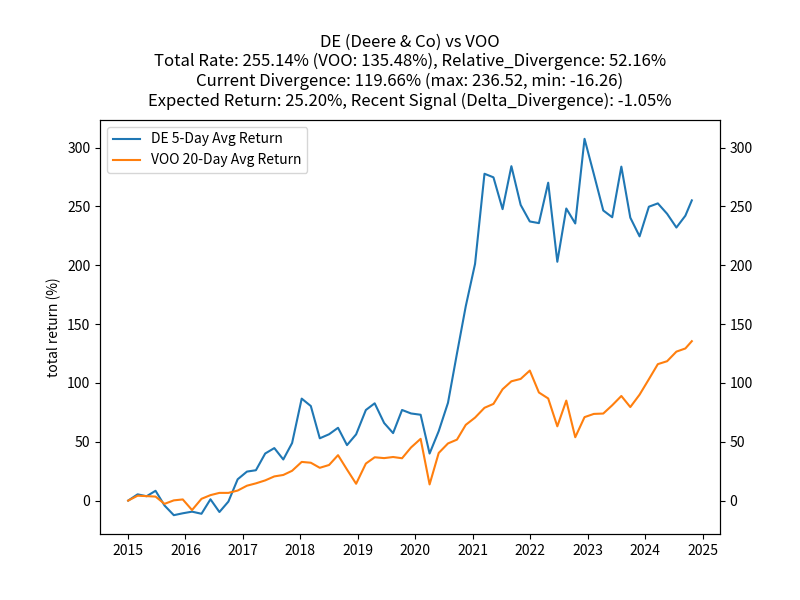 DE (Deere & Co) vs VOO
Total Rate: 255.14% (VOO: 135.48%), Relative_Divergence: 52.16%
Current Divergence: 119.66% (max: 236.52, min: -16.26)
Expected Return: 25.20%, Recent Signal (Delta_Divergence): -1.05%
DE 5-Day Avg Return
VOO 20-Day Avg Return
total return (%)
300
250
200
150
100
50
0
300
250
200
150
100
50
0
2015 2016 2017 2018 2019 2020 2021 2022 2023 2024 2025